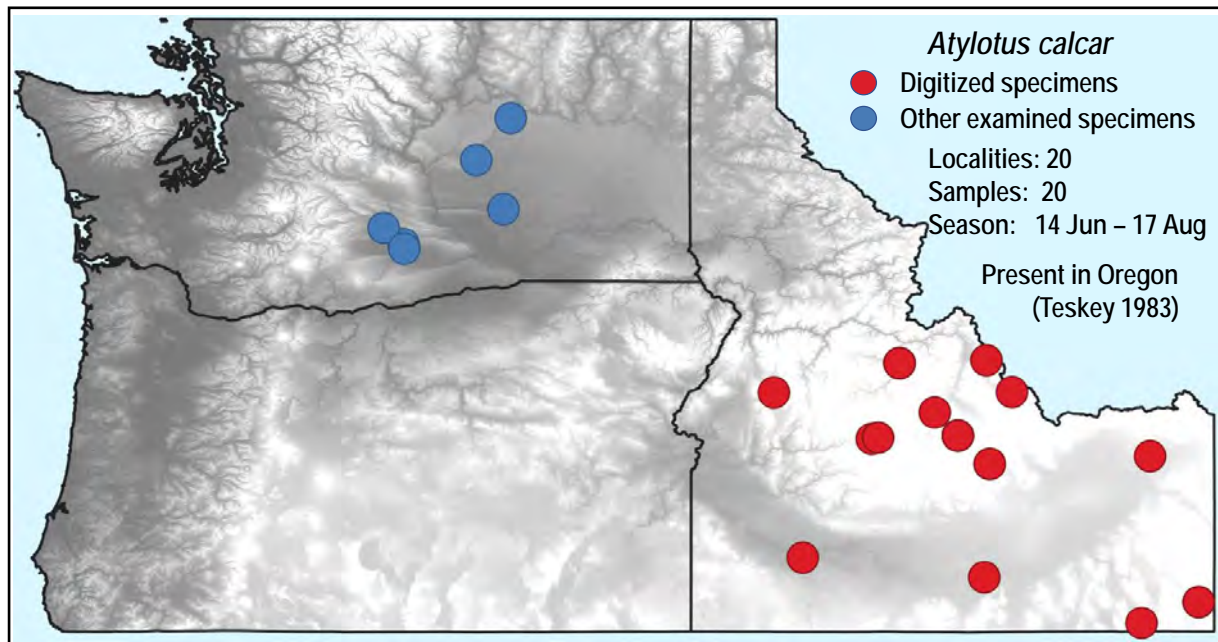 Atylotus calcar
Digitized specimens
Other examined specimens
Localities: 20
Samples: 20
Season: 14 Jun – 17 Aug
Present in Oregon
(Teskey 1983)